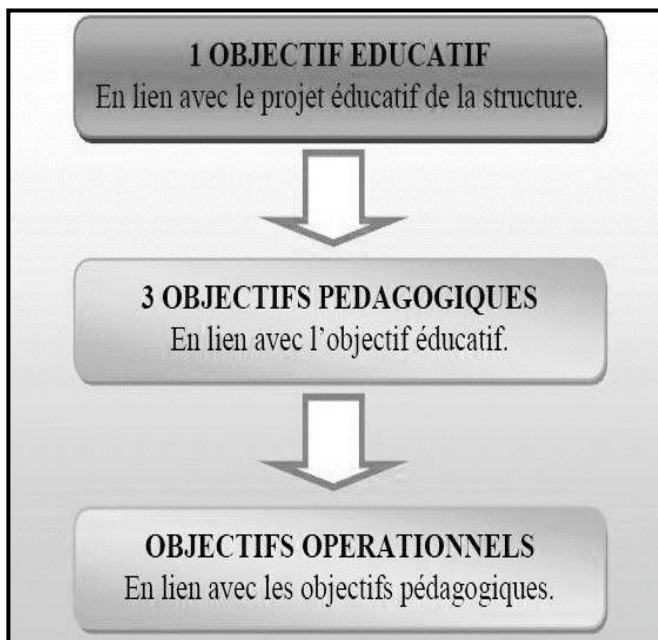 1 OBJECTIF EDUCATIF
En lien avec le projet éducatif de la structure.
3 OBJECTIFS PEDAGOGIQUES
En lien avec l’objectif éducatif.
OBJECTIFS OPERATIONNELS
En lien avec les objectifs pédagogiques.